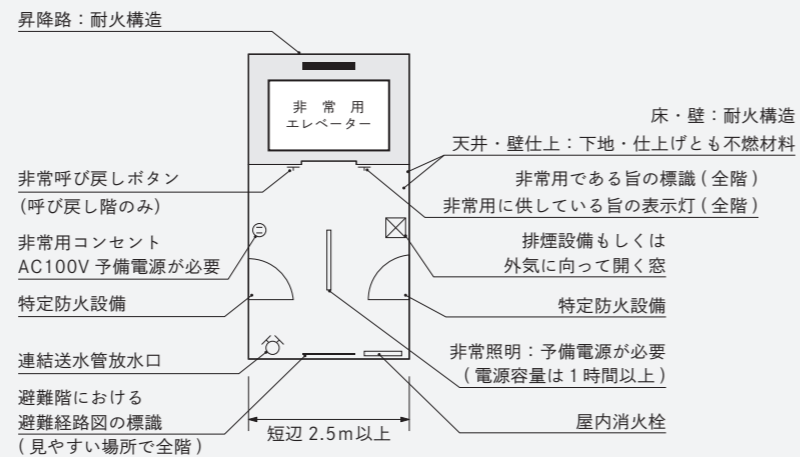 昇降路：耐火構造
非常用
エレベーター
床・壁：耐火構造
天井・壁仕上：下地・仕上げとも不燃材料
非常呼び戻しボタン
(呼び戻し階のみ)
非常用である旨の標識(全階)
非常用に供している旨の表示灯(全階)
非常用コンセント
AC100V 予備電源が必要
排煙設備もしくは
外気に向って開く窓
特定防火設備
特定防火設備
連結送水管放水口
非常照明：予備電源が必要
(電源容量は1時間以上)
避難階における
避難経路図の標識
(見やすい場所で全階)
短辺 2.5m以上
屋内消火栓